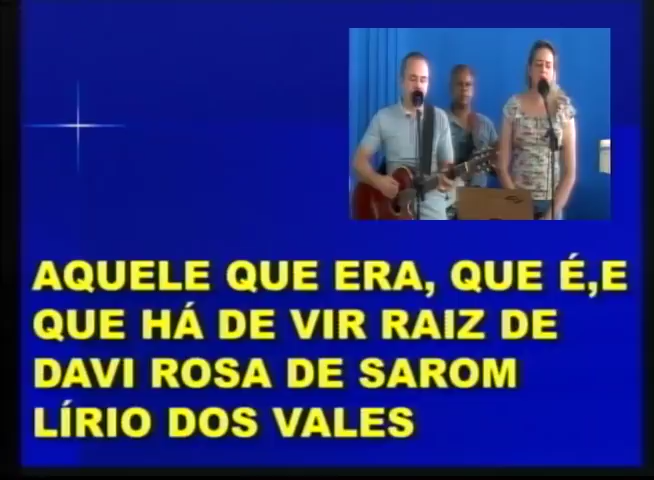 AQUELE QUE ERA, QUE É,E
QUE HÁ DE VIR RAIZ DE
DAVI ROSA DE SAROM
LÍRIO DOS VALES